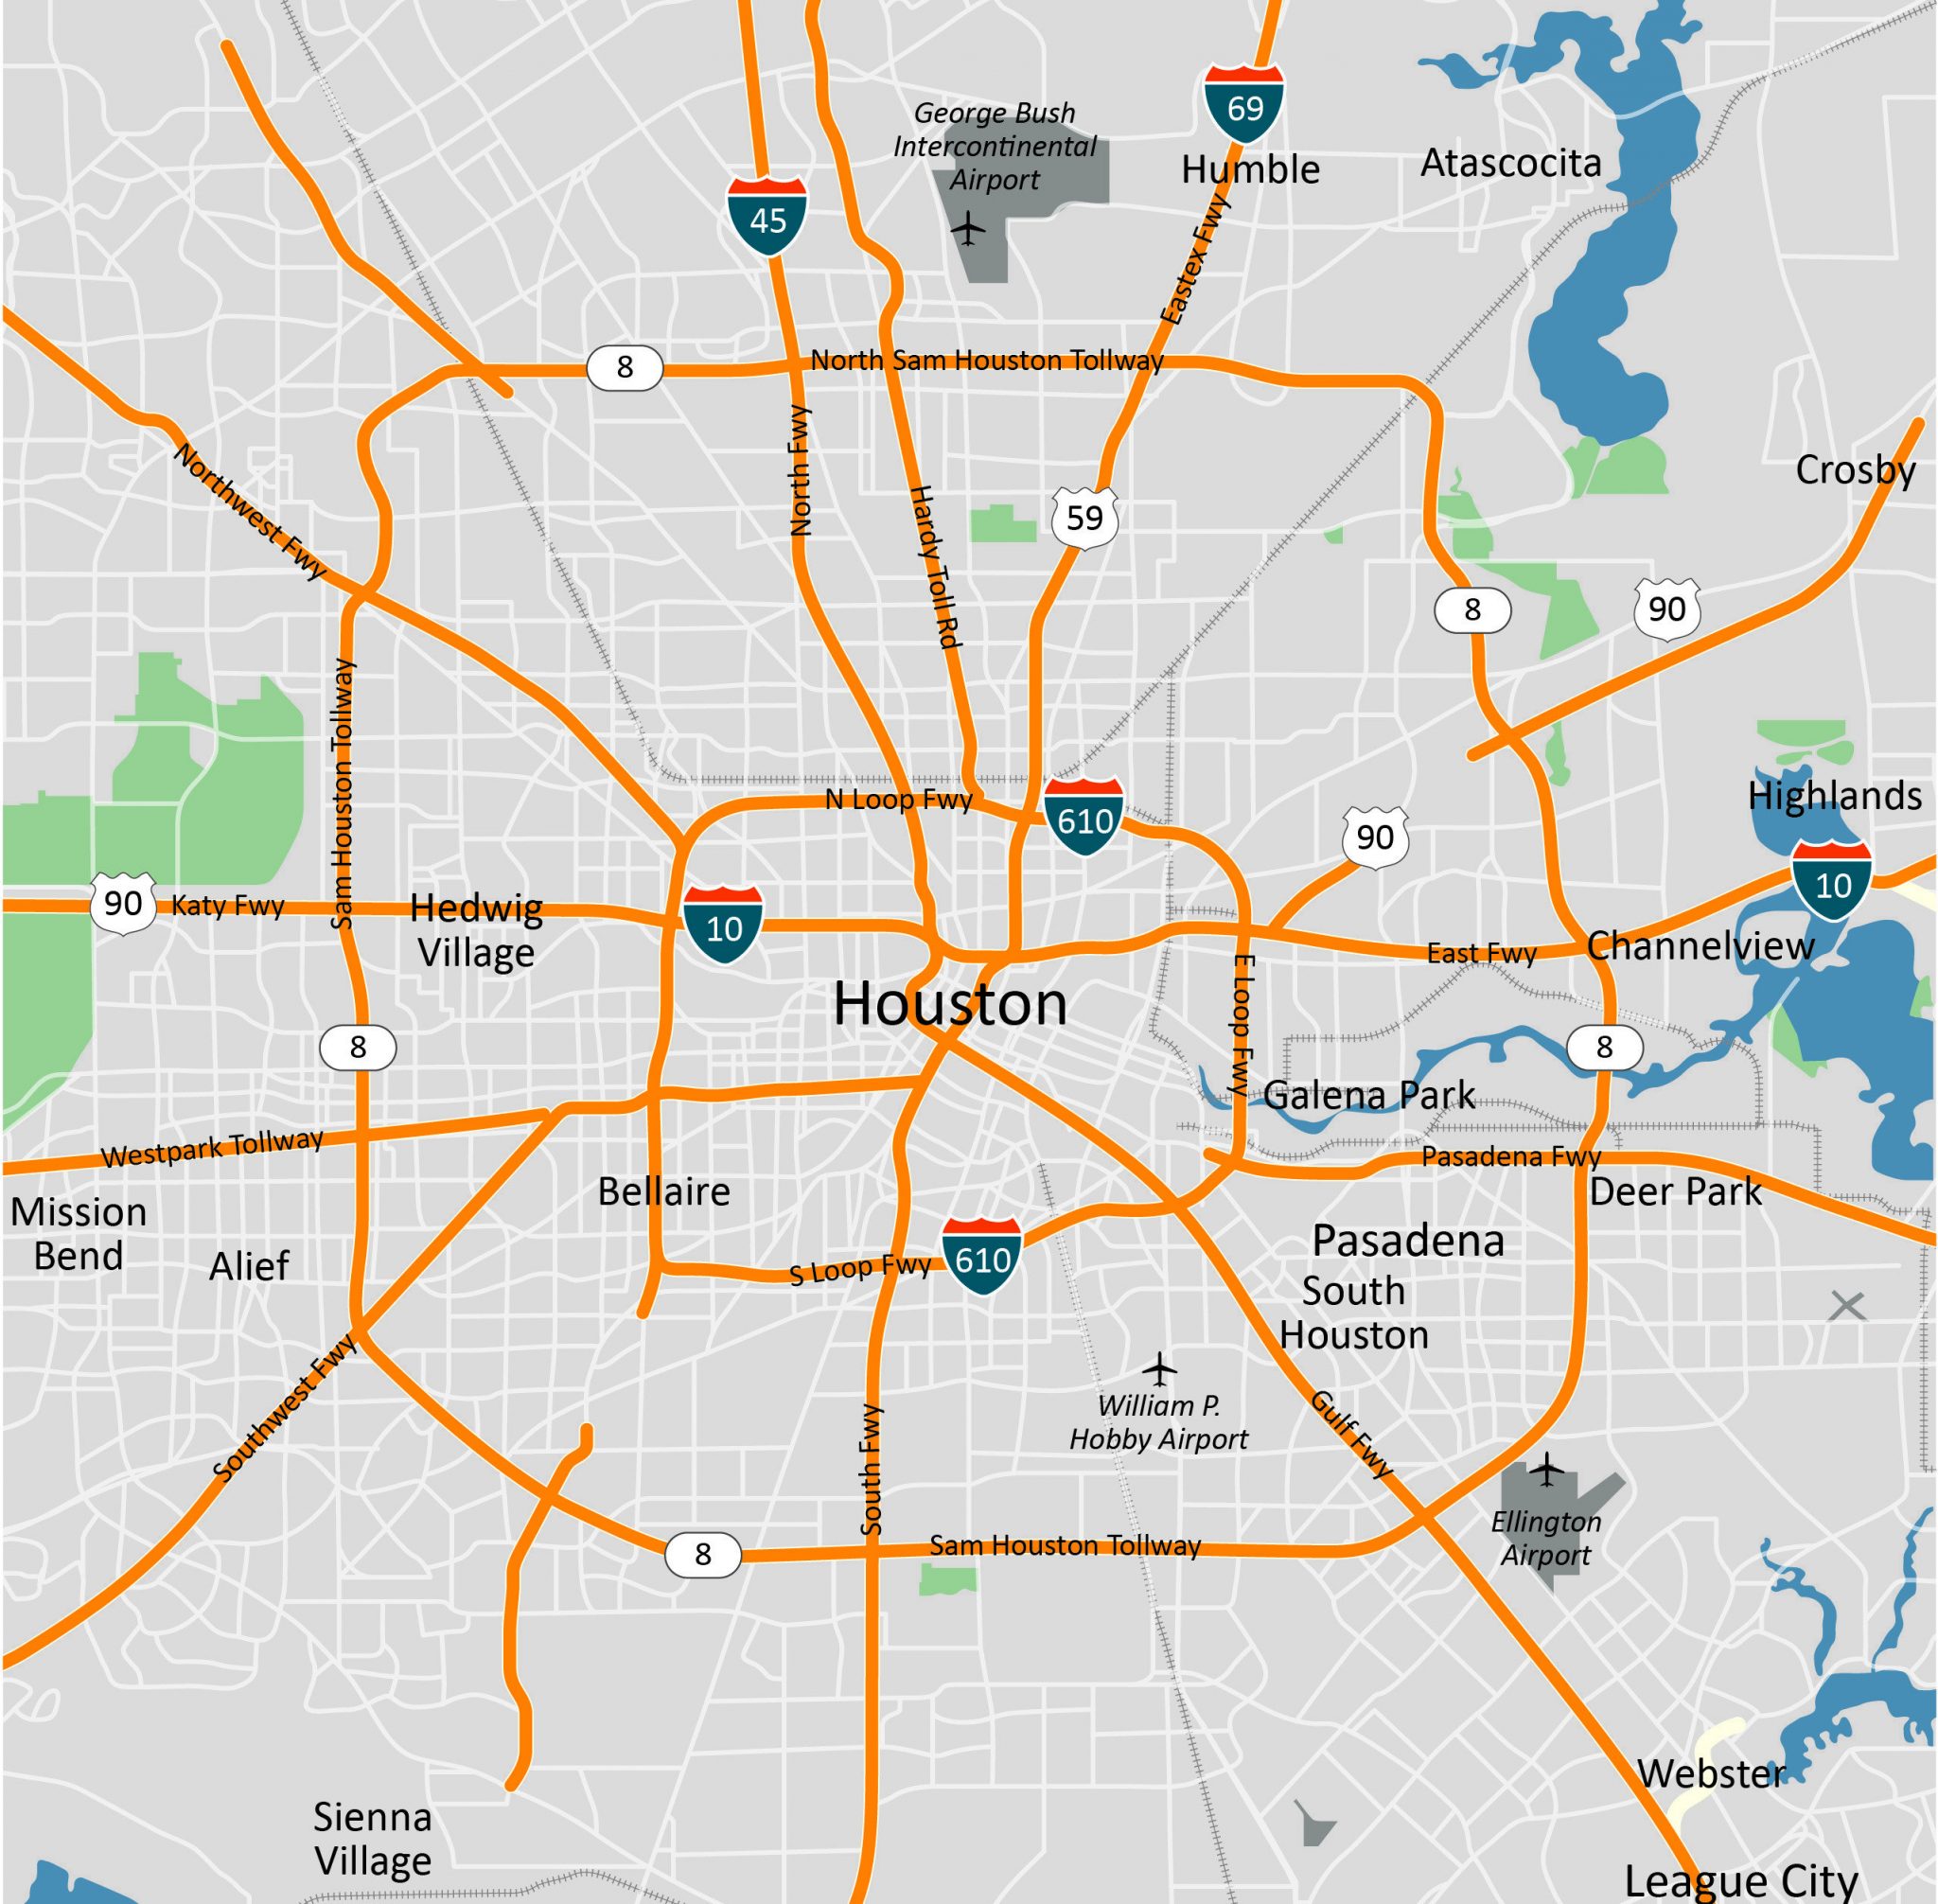 69
George Bush
Intercontinental
Airport
Humble
Atascocita
45
Eastex Fwy
8
North Sam Houston Tollway
North Fwy
Northwest Fwy
Crosby
Hardy Toll Rd
59
8
90
Sam Houston Tollway
N Loop Fwy
610
90
Highlands
10
90
Katy Fwy
Hedwig
Village
10
East Fwy
Channelview
Houston
E Loop Fwy
8
8
Galena Park
Westpark Tollway
Pasadena Fwy
Bellaire
Deer Park
Mission
Bend
Alief
S Loop Fwy
610
Pasadena
South
Houston
Southwest Fwy
William P.
Hobby Airport
Gulf Fwy
South Fwy
8
Sam Houston Tollway
Ellington
Airport
Webster
Sienna
Village
League City